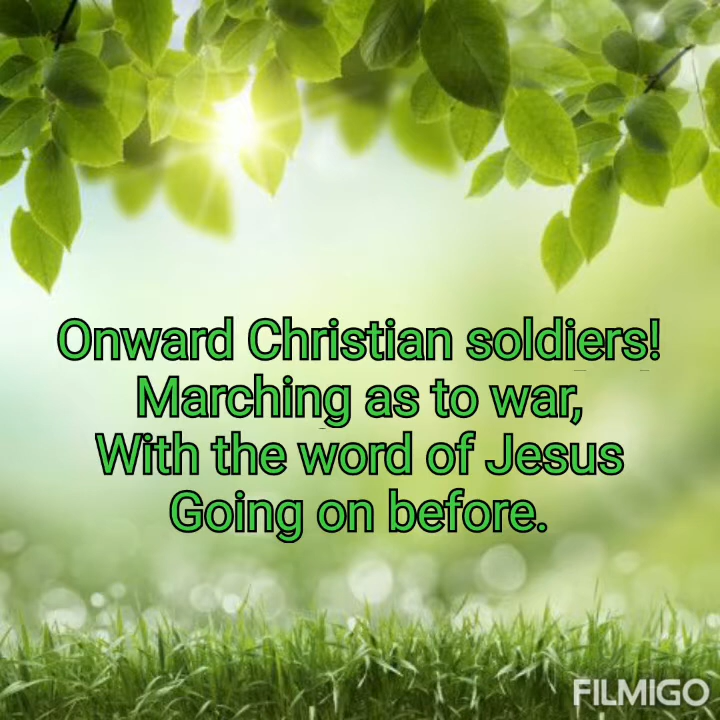 Onward Christian soldiers!
Marching as to war,
With the word of Jesus
Going on before.
FILMIGO